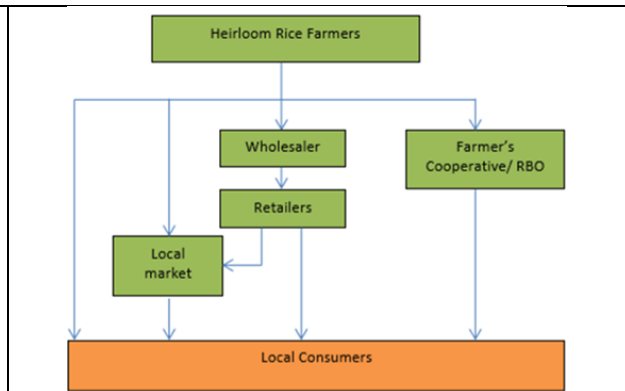 Heirloom Rice Farmers
Wholesaler
Farmer's
Cooperative/ RBO
Retailers
Local
market
Local Consumers